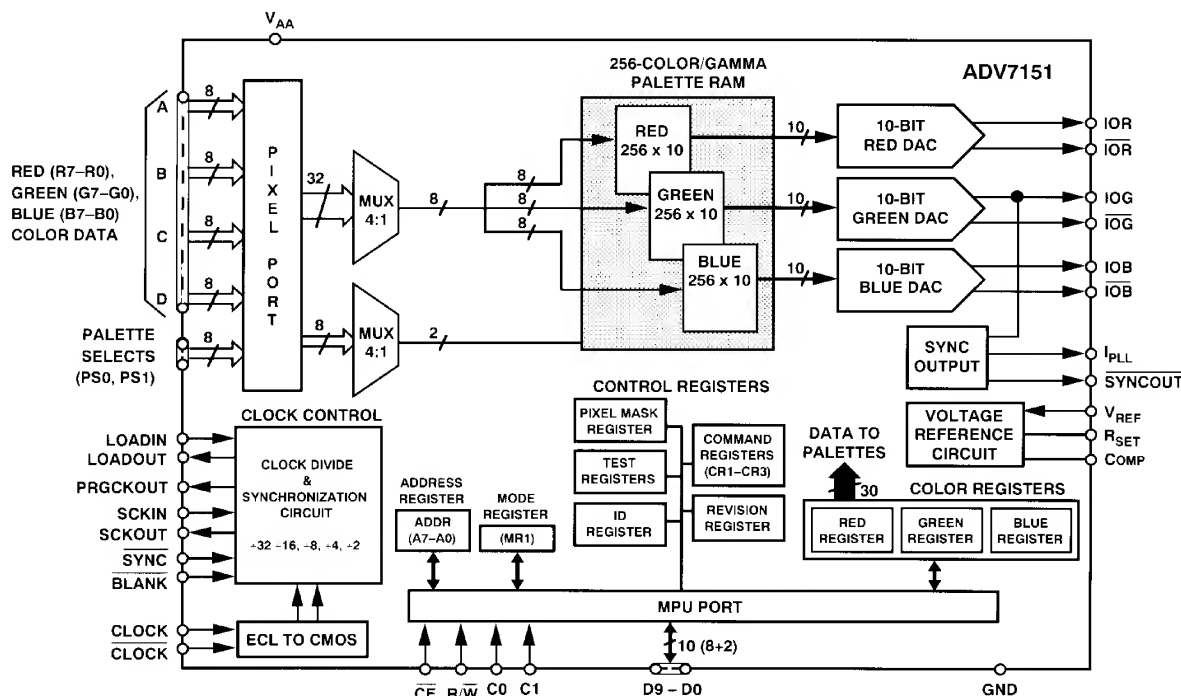 V_AA
ADV7151
256-COLOR/GAMMA
PALETTE RAM
A
8
B
8
C
8
D
8
8
RED (R7–R0),
GREEN (G7–G0),
BLUE (B7–B0)
COLOR DATA
PALETTE
SELECTS
(PS0, PS1)
PIXEL
PORT
32
MUX
4:1
8
8
MUX
4:1
2
8
8
8
RED
256 x 10
GREEN
256 x 10
BLUE
256 x 10
10
10
10
10-BIT
RED DAC
10-BIT
GREEN DAC
10-BIT
BLUE DAC
IOR
IOR
IOG
IOG
IOB
IOB
SYNC
OUTPUT
I_PLL
SYNCOUT
VOLTAGE
REFERENCE
CIRCUIT
V_REF
R_SET
COMP
CLOCK CONTROL
LOADIN
LOADOUT
PRGCKOUT
SCKIN
SCKOUT
SYNC
BLANK
CLOCK DIVIDE
&
SYNCHRONIZATION
CIRCUIT
÷32 ÷16, ÷8, ÷4, ÷2
CLOCK
CLOCK
ECL TO CMOS
ADDRESS
REGISTER
ADDR
(A7–A0)
MODE
REGISTER
(MR1)
CONTROL REGISTERS
PIXEL MASK
REGISTER
TEST
REGISTERS
ID
REGISTER
COMMAND
REGISTERS
(CR1–CR3)
REVISION
REGISTER
DATA TO
PALETTES
30
COLOR REGISTERS
RED
REGISTER
GREEN
REGISTER
BLUE
REGISTER
MPU PORT
10 (8+2)
CE
R/W
C0
C1
D9 – D0
GND